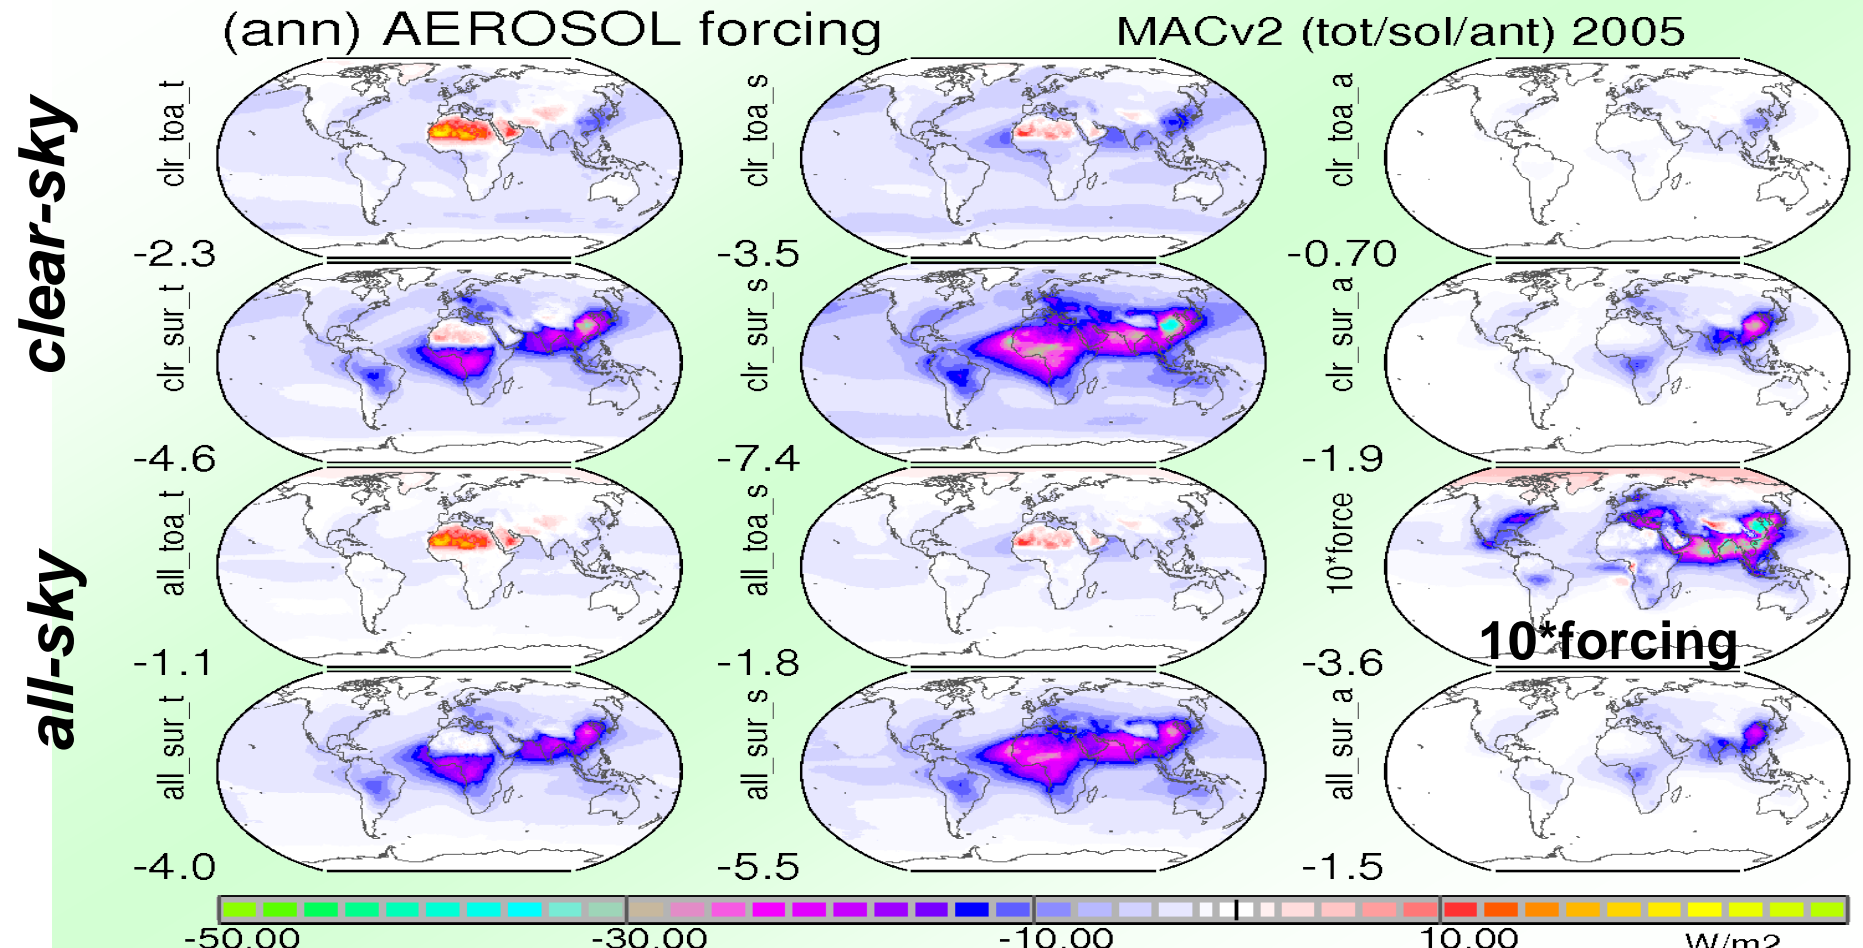 (ann) AEROSOL forcing MACv2 (tot/sol/ant) 2005
clear-sky
clr_toa_t clr_toa_s clr_toa_a
-2.3 -3.5 -0.70
clr_sur_t clr_sur_s clr_sur_a
-4.6 -7.4 -1.9
all-sky
all_toa_t all_toa_s 10*force
10*forcing
-1.1 -1.8 -3.6
all_sur_t all_sur_s all_sur_a
-4.0 -5.5 -1.5
-50.00 -30.00 -10.00 10.00 W/m2